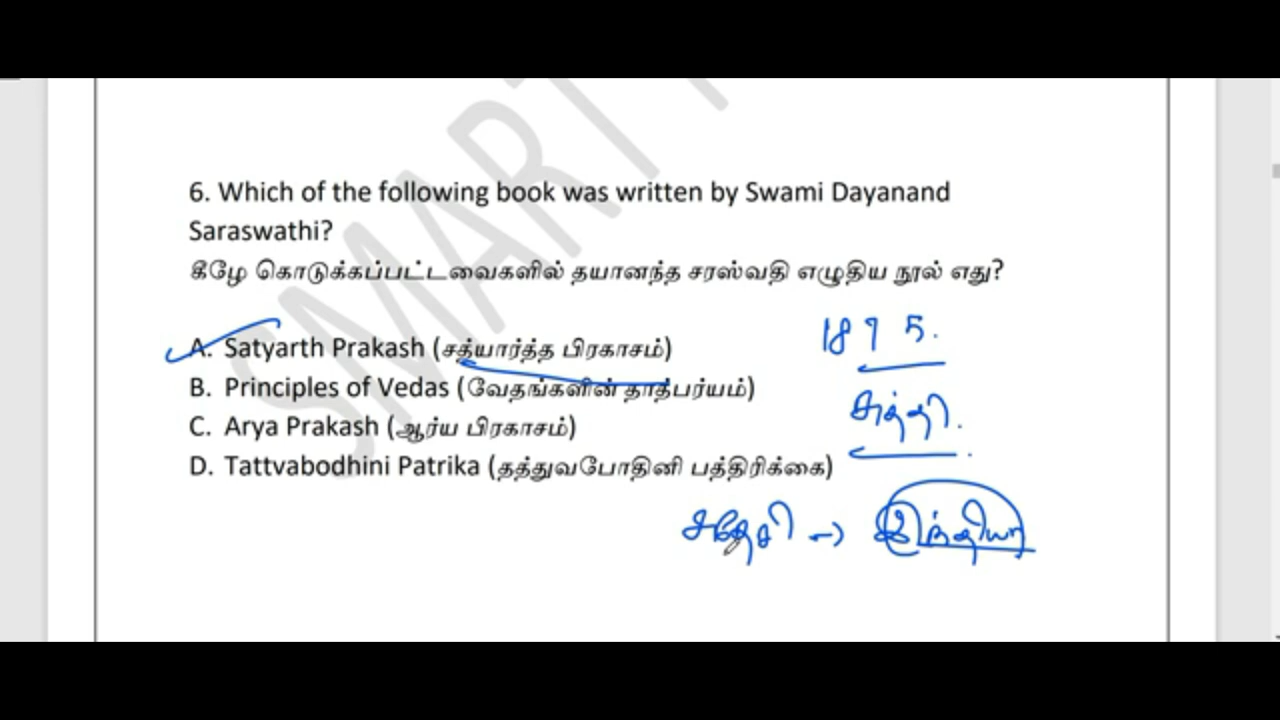 SMART
6. Which of the following book was written by Swami Dayanand
Saraswathi?
கீழே கொடுக்கப்பட்டவைகளில் தயானந்த சரஸ்வதி எழுதிய நூல் எது?
A. Satyarth Prakash (சத்யார்த்த பிரகாசம்)
B. Principles of Vedas (வேதங்களின் தாத்பர்யம்)
C. Arya Prakash (ஆர்ய பிரகாசம்)
D. Tattvabodhini Patrika (தத்துவபோதினி பத்திரிக்கை)
1875.
சுத்தி.
சுதேசி → இந்தியா